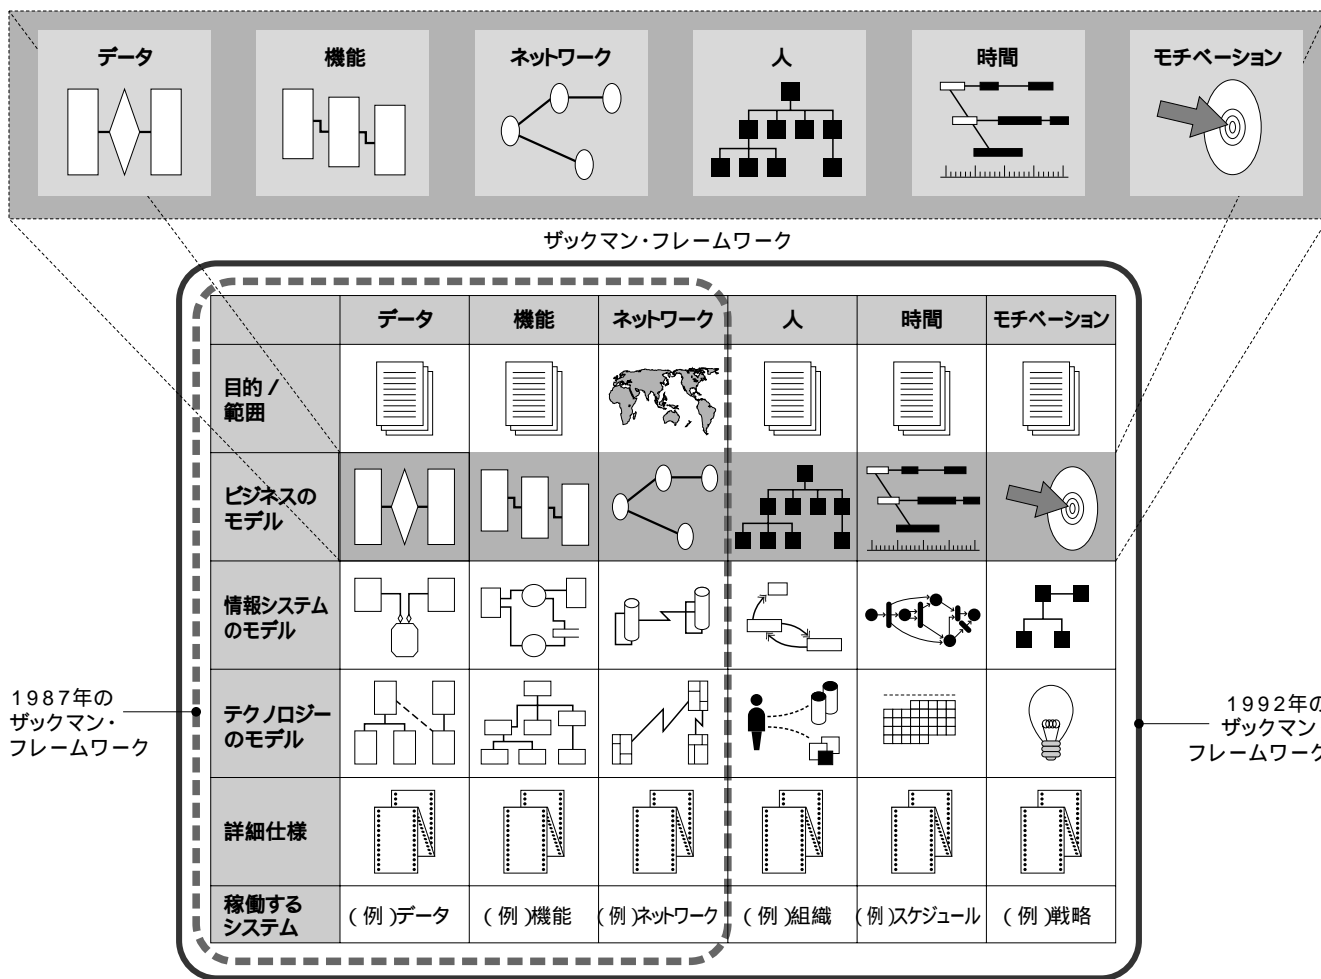 データ
機能
ネットワーク
人
時間
モチベーション
ザックマン・フレームワーク
データ
機能
ネットワーク
人
時間
モチベーション
目的/
範囲
ビジネスの
モデル
情報システム
のモデル
テクノロジー
のモデル
詳細仕様
稼働する
システム
(例)データ
(例)機能
(例)ネットワーク
(例)組織
(例)スケジュール
(例)戦略
1987年の
ザックマン・
フレームワーク
1992年の
ザックマン・
フレームワーク